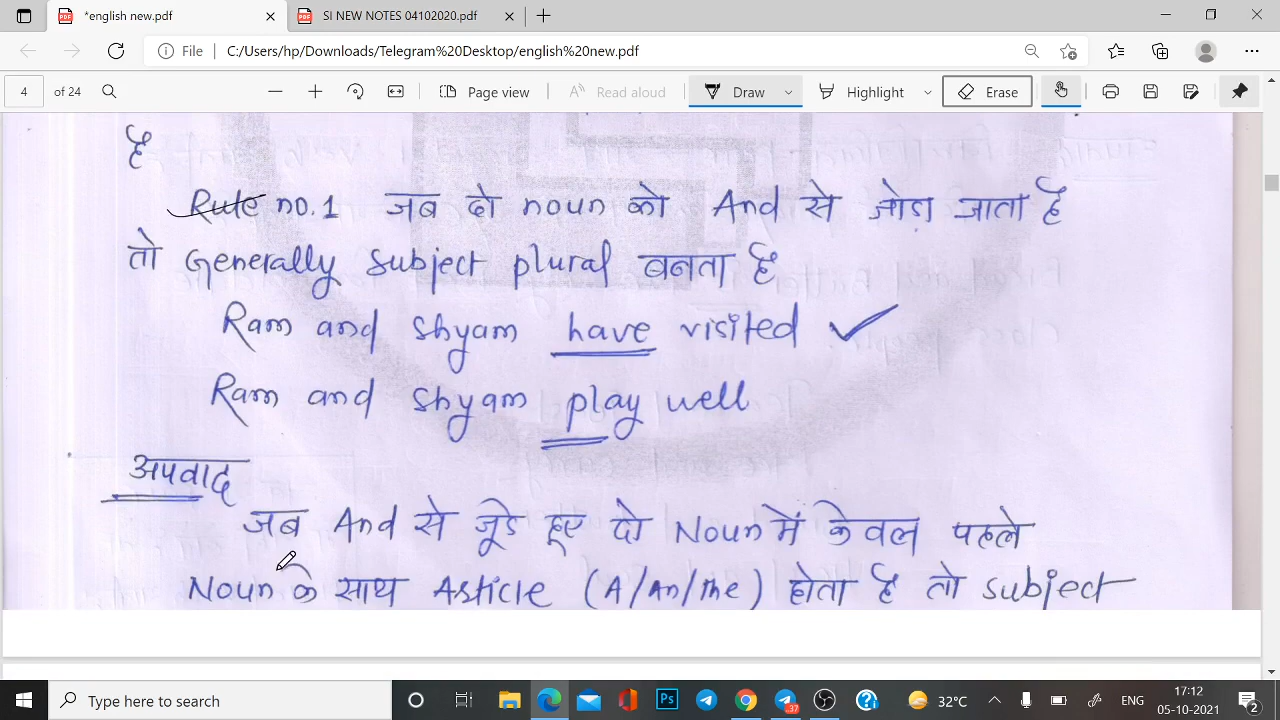 *english new.pdf
SI NEW NOTES 04102020.pdf
File C:/Users/hp/Downloads/Telegram%20Desktop/english%20new.pdf
4 of 24 Page view Read aloud Draw Highlight Erase
है
Rule no.1 जब दो noun को And से जोडा जाता है
तो Generally subject plural बनता है
Ram and shyam have visited
Ram and shyam play well
अपवाद
जब And से जूडे हूए दो Noun में केवल पहले
Noun के साथ Article (A/An/the) होता है तो subject
Type here to search
Ps
37
32°C
ENG
17:12
05-10-2021
2